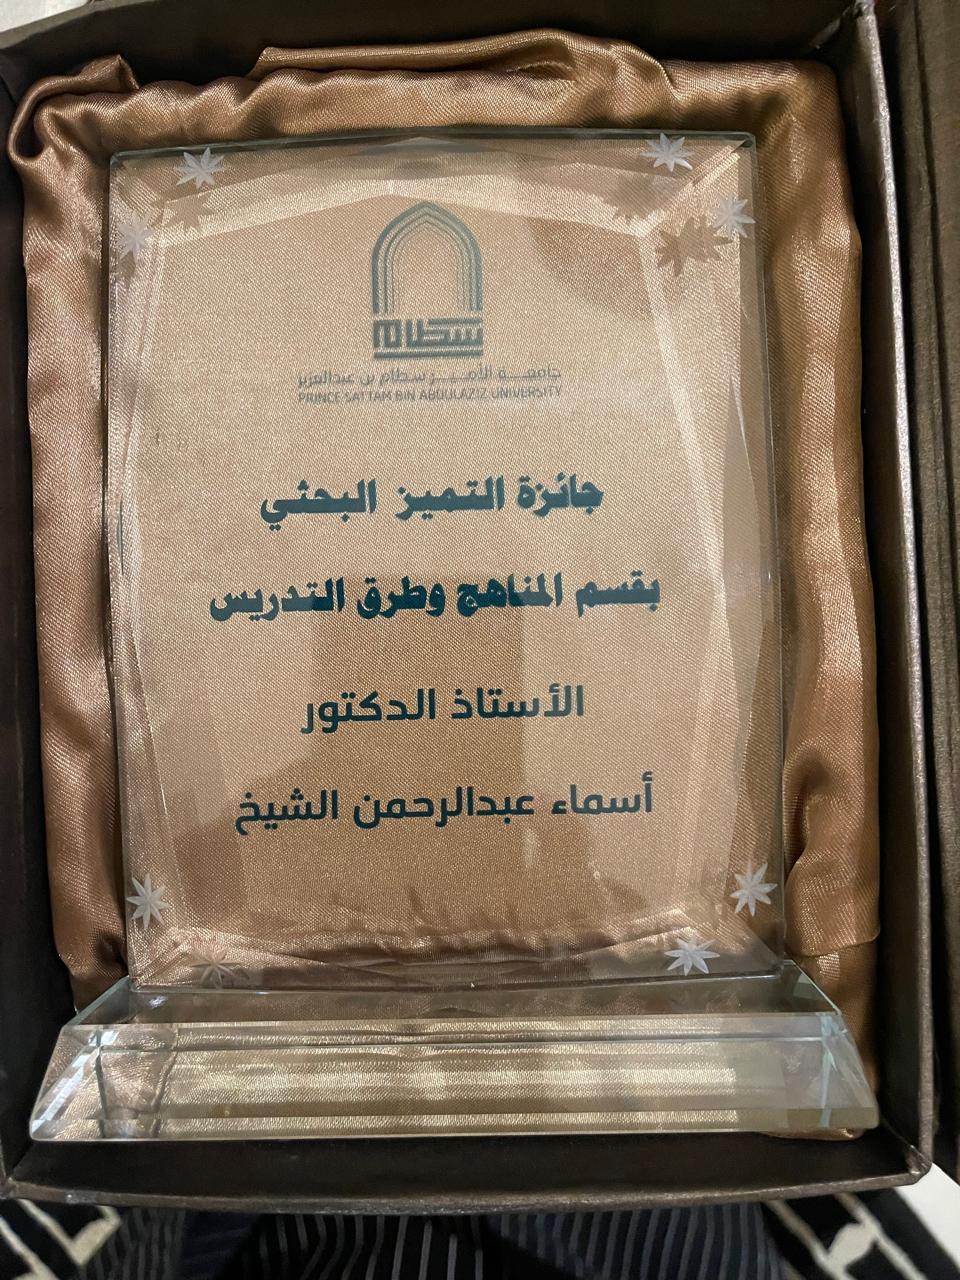 سطام
جامعة الأمير سطام بن عبدالعزيز
PRINCE SATTAM BIN ABDULAZIZ UNIVERSITY
جائزة التميز البحثي
بقسم المناهج وطرق التدريس
الأستاذ الدكتور
أسماء عبدالرحمن الشيخ